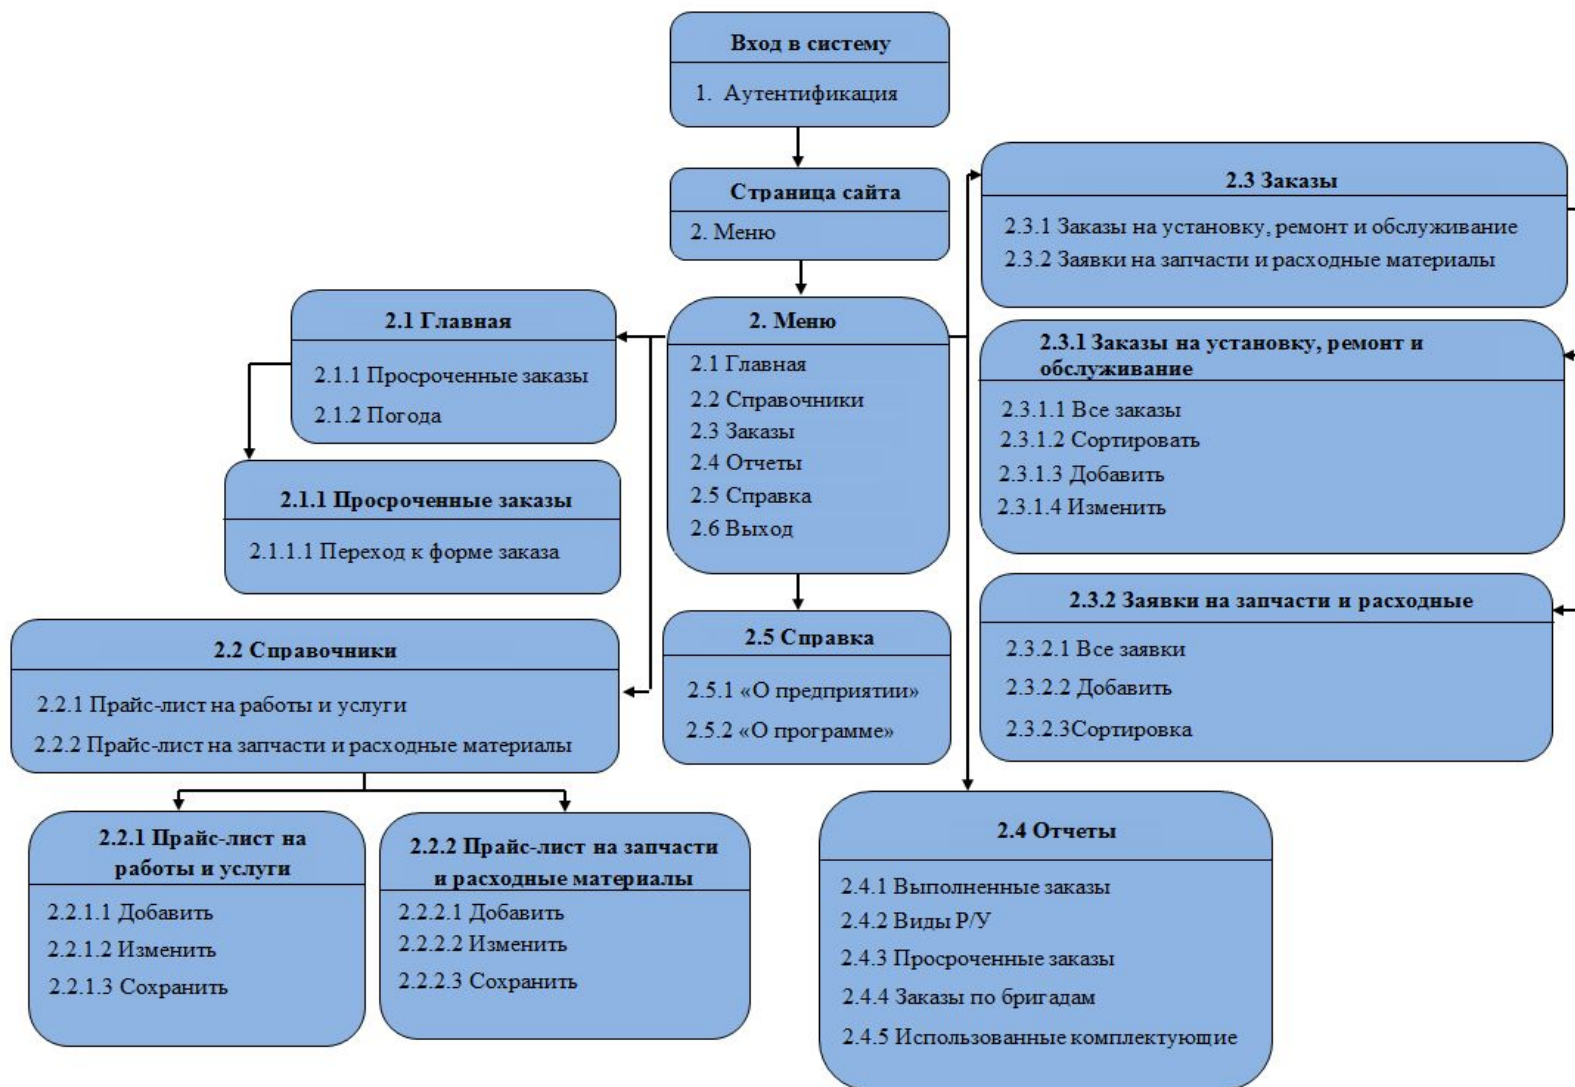 Вход в систему
1. Аутентификация
Страница сайта
2. Меню
2. Меню
2.1 Главная
2.2 Справочники
2.3 Заказы
2.4 Отчеты
2.5 Справка
2.6 Выход
2.1 Главная
2.1.1 Просроченные заказы
2.1.2 Погода
2.1.1 Просроченные заказы
2.1.1.1 Переход к форме заказа
2.2 Справочники
2.2.1 Прайс-лист на работы и услуги
2.2.2 Прайс-лист на запчасти и расходные материалы
2.2.1 Прайс-лист на
работы и услуги
2.2.1.1 Добавить
2.2.1.2 Изменить
2.2.1.3 Сохранить
2.2.2 Прайс-лист на запчасти
и расходные материалы
2.2.2.1 Добавить
2.2.2.2 Изменить
2.2.2.3 Сохранить
2.5 Справка
2.5.1 «О предприятии»
2.5.2 «О программе»
2.3 Заказы
2.3.1 Заказы на установку, ремонт и обслуживание
2.3.2 Заявки на запчасти и расходные материалы
2.3.1 Заказы на установку, ремонт и
обслуживание
2.3.1.1 Все заказы
2.3.1.2 Сортировать
2.3.1.3 Добавить
2.3.1.4 Изменить
2.3.2 Заявки на запчасти и расходные
2.3.2.1 Все заявки
2.3.2.2 Добавить
2.3.2.3Сортировка
2.4 Отчеты
2.4.1 Выполненные заказы
2.4.2 Виды Р/У
2.4.3 Просроченные заказы
2.4.4 Заказы по бригадам
2.4.5 Использованные комплектующие